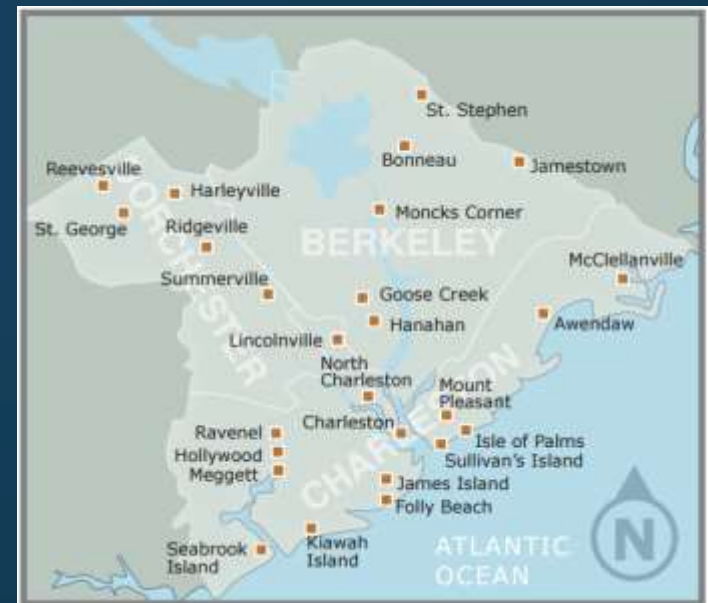 St. Stephen
Bonneau
Jamestown
Reevesville
Harleyville
St. George
Ridgeville
Moncks Corner
BERKELEY
DORCHESTER
McClellanville
Summerville
Goose Creek
Hanahan
Awendaw
Lincolnville
North
Charleston
Mount
Pleasant
CHARLESTON
Ravenel
Charleston
Isle of Palms
Hollywood
Sullivan's Island
Meggett
James Island
Folly Beach
Seabrook
Island
Kiawah
Island
ATLANTIC
OCEAN
N